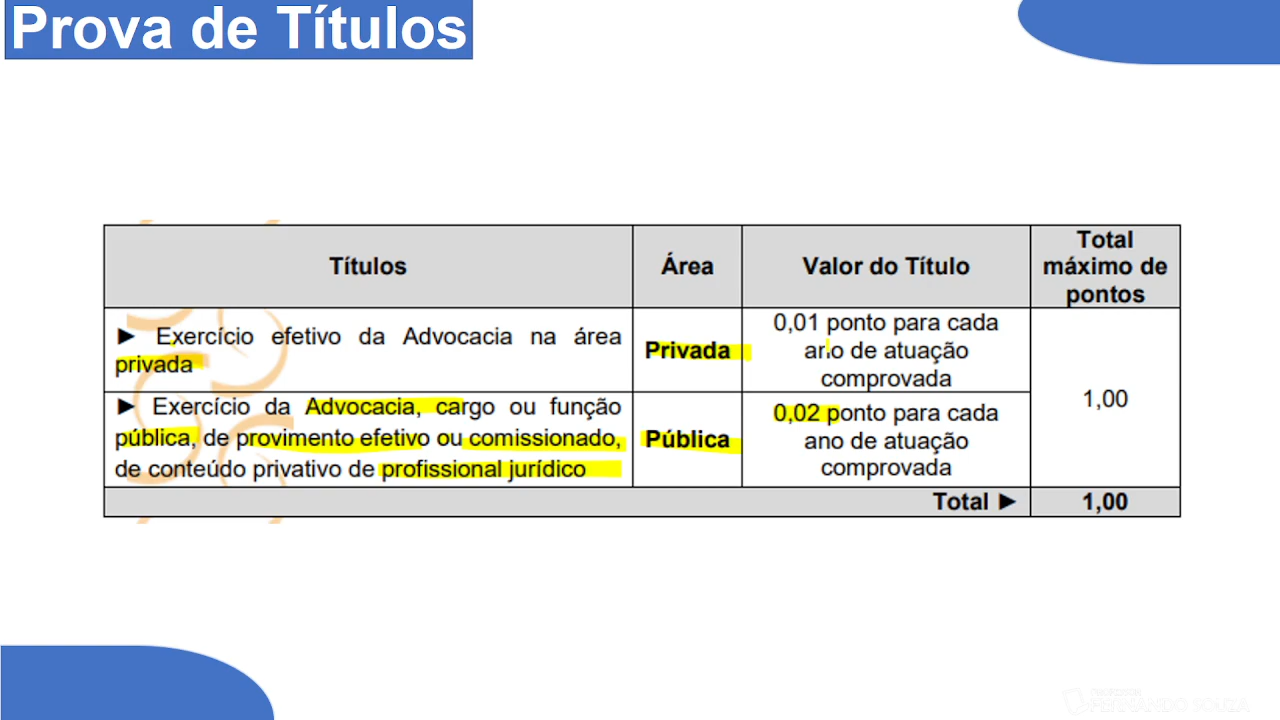 Prova de Títulos
Títulos
Área
Valor do Título
Total
máximo de
pontos
► Exercício efetivo da Advocacia na área
privada
Privada
0,01 ponto para cada
ano de atuação
comprovada
► Exercício da Advocacia, cargo ou função
pública, de provimento efetivo ou comissionado,
de conteúdo privativo de profissional jurídico
Pública
0,02 ponto para cada
ano de atuação
comprovada
1,00
Total ►
1,00
PROFESSOR
FERNANDO SOUZA